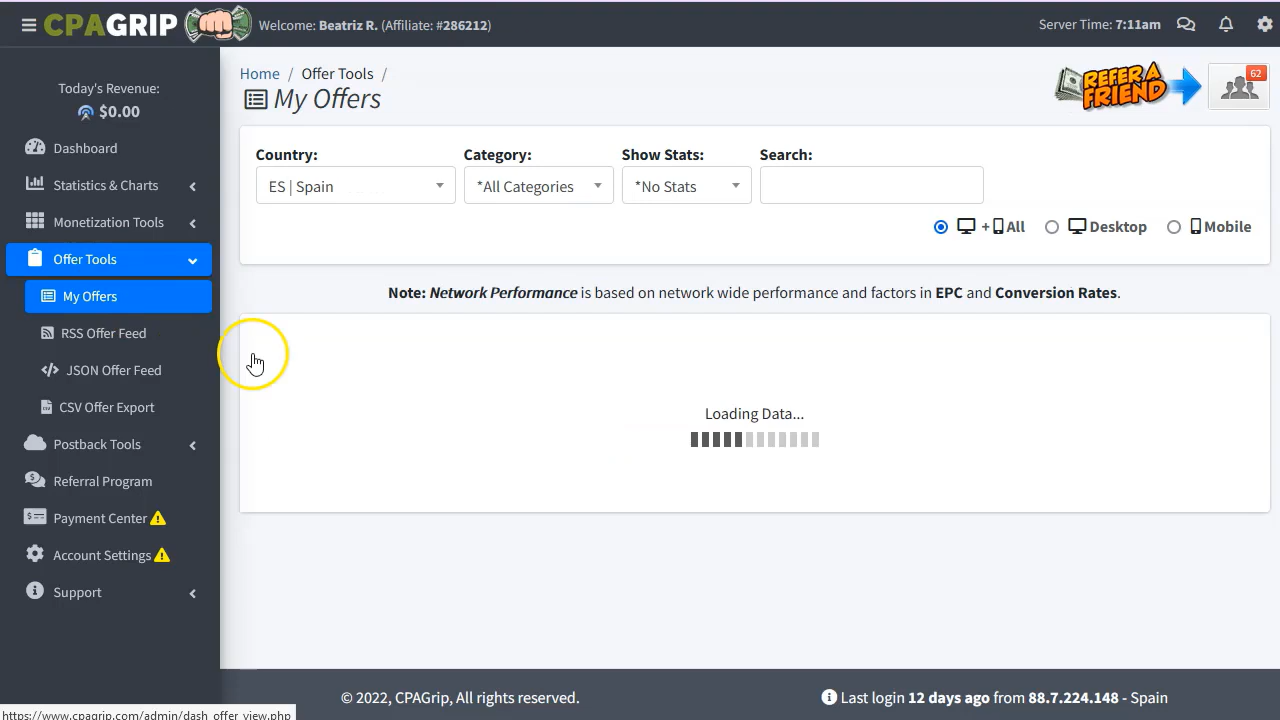 CPAGRIP Welcome: Beatriz R. (Affiliate: #286212) Server Time: 7:11am
Today's Revenue:
$0.00
Dashboard
Statistics & Charts
Monetization Tools
Offer Tools
My Offers
RSS Offer Feed
JSON Offer Feed
CSV Offer Export
Postback Tools
Referral Program
Payment Center
Account Settings
Support
https://www.cpagrip.com/admin/dash_offer_view.php
Home / Offer Tools /
My Offers
REFER A
FRIEND
62
Country: Category: Show Stats: Search:
ES | Spain *All Categories *No Stats
+ All Desktop Mobile
Note: Network Performance is based on network wide performance and factors in EPC and Conversion Rates.
Loading Data...
© 2022, CPAGrip, All rights reserved. Last login 12 days ago from 88.7.224.148 - Spain